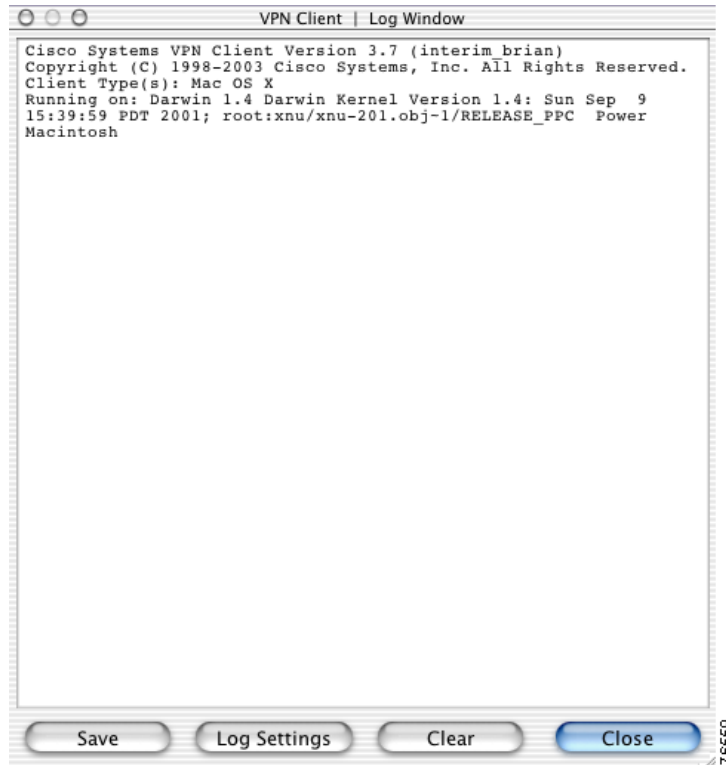 VPN Client | Log Window
Cisco Systems VPN Client Version 3.7 (interim_brian)
Copyright (C) 1998-2003 Cisco Systems, Inc. All Rights Reserved.
Client Type(s): Mac OS X
Running on: Darwin 1.4 Darwin Kernel Version 1.4: Sun Sep  9
15:39:59 PDT 2001; root:xnu/xnu-201.obj~1/RELEASE_PPC  Power
Macintosh
Save
Log Settings
Clear
Close